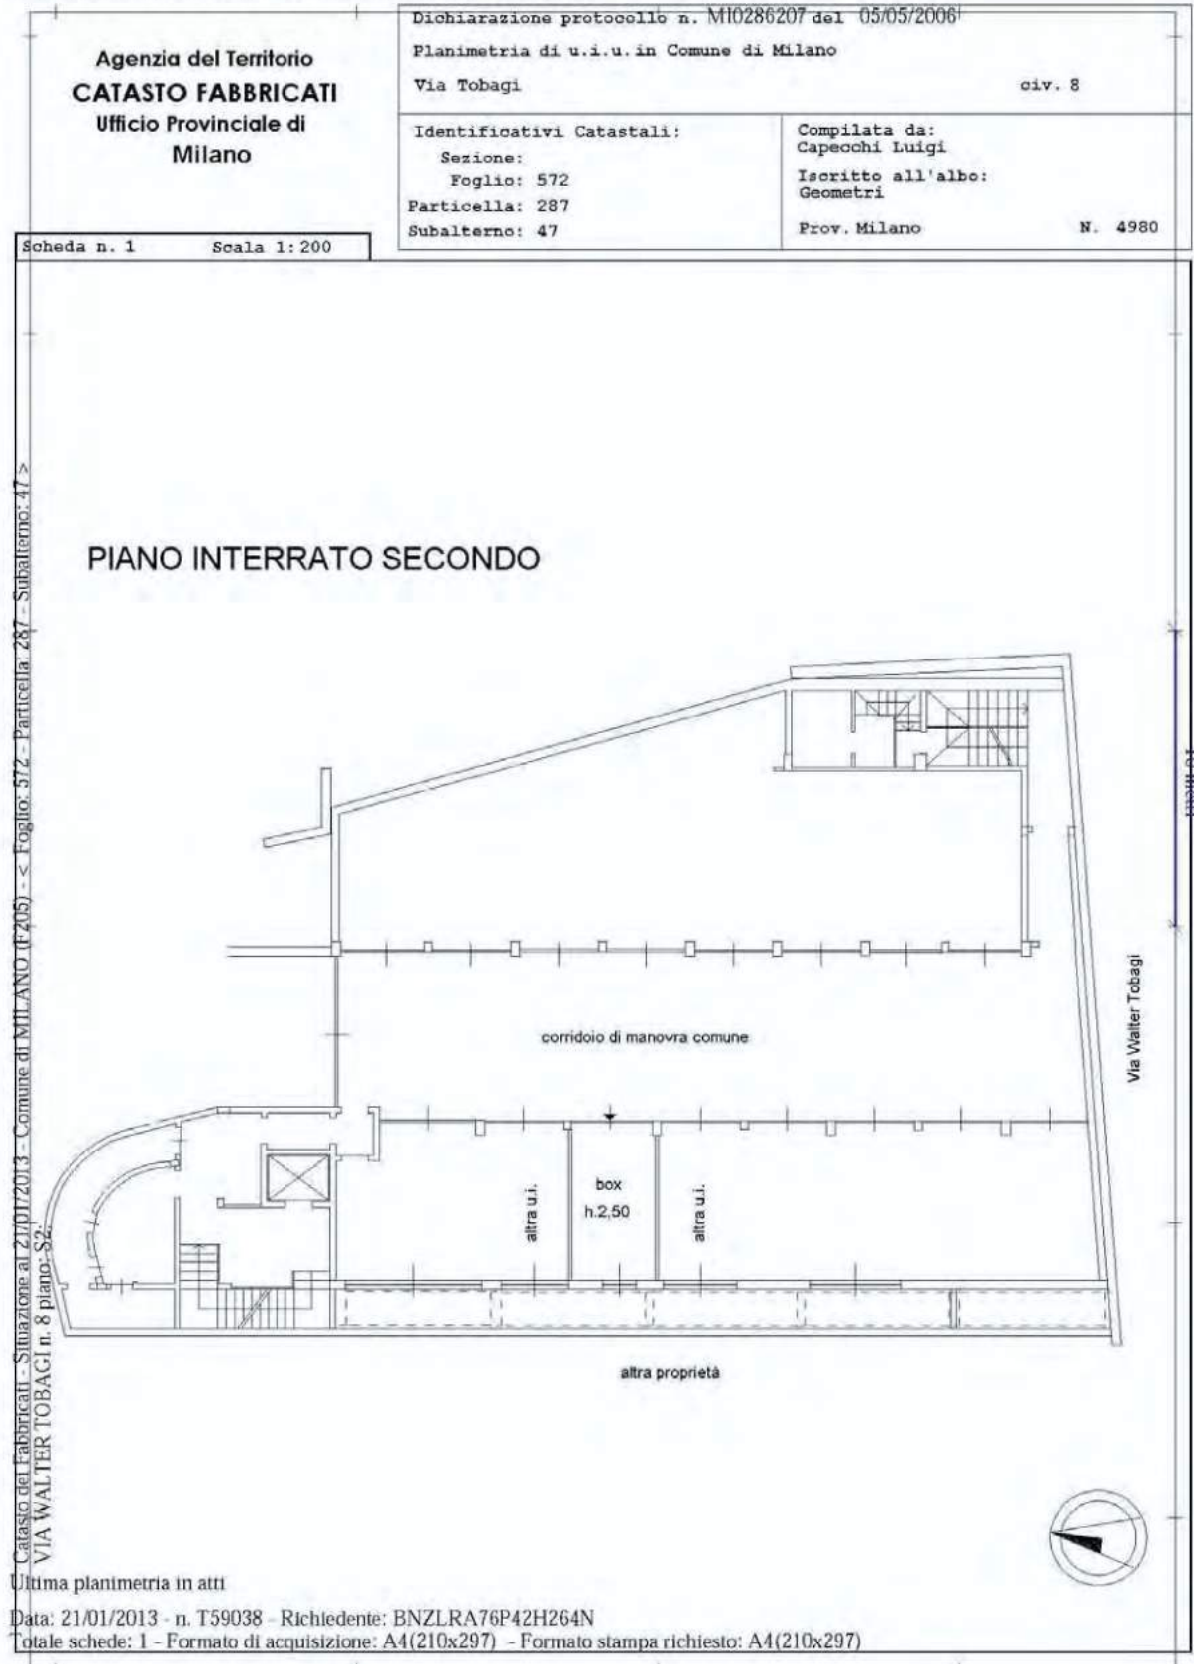 Agenzia del Territorio
CATASTO FABBRICATI
Ufficio Provinciale di
Milano
Dichiarazione protocollo n. MI0286207 del 05/05/2006
Planimetria di u.i.u. in Comune di Milano
Via Tobagi civ. 8
Identificativi Catastali:
Sezione:
Foglio: 572
Particella: 287
Subalterno: 47
Compilata da:
Capecchi Luigi
Iscritto all'albo:
Geometri
Prov. Milano N. 4980
Scheda n. 1 Scala 1:200
PIANO INTERRATO SECONDO
corridoio di manovra comune
Via Walter Tobagi
altra u.i.
box
h.2,50
altra u.i.
altra proprietà
Catasto dei Fabbricati - Situazione al 21/01/2013 - Comune di MILANO (F205) - < Foglio: 572 - Particella: 287 - Subalterno: 47 >
VIA WALTER TOBAGI n. 8 piano: S2;
Ultima planimetria in atti
Data: 21/01/2013 - n. T59038 - Richiedente: BNZLRA76P42H264N
Totale schede: 1 - Formato di acquisizione: A4(210x297) - Formato stampa richiesto: A4(210x297)